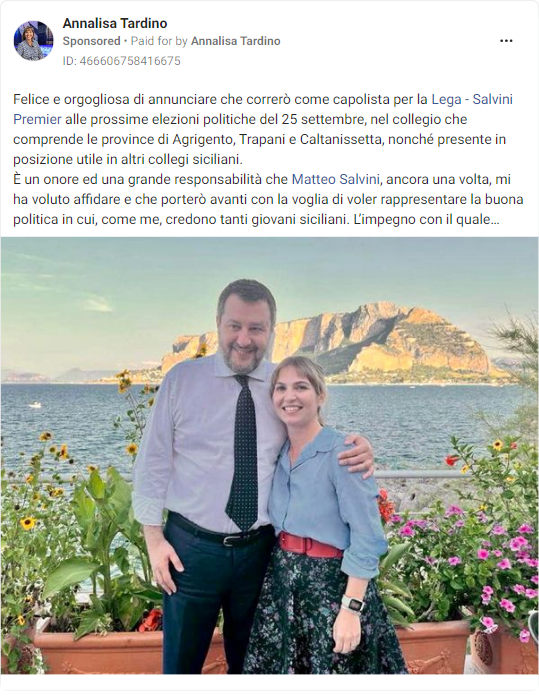 Annalisa Tardino
Sponsored • Paid for by Annalisa Tardino
ID: 466606758416675
Felice e orgogliosa di annunciare che correrò come capolista per la Lega - Salvini
Premier alle prossime elezioni politiche del 25 settembre, nel collegio che
comprende le province di Agrigento, Trapani e Caltanissetta, nonché presente in
posizione utile in altri collegi siciliani.
È un onore ed una grande responsabilità che Matteo Salvini, ancora una volta, mi
ha voluto affidare e che porterò avanti con la voglia di voler rappresentare la buona
politica in cui, come me, credono tanti giovani siciliani. L’impegno con il quale...